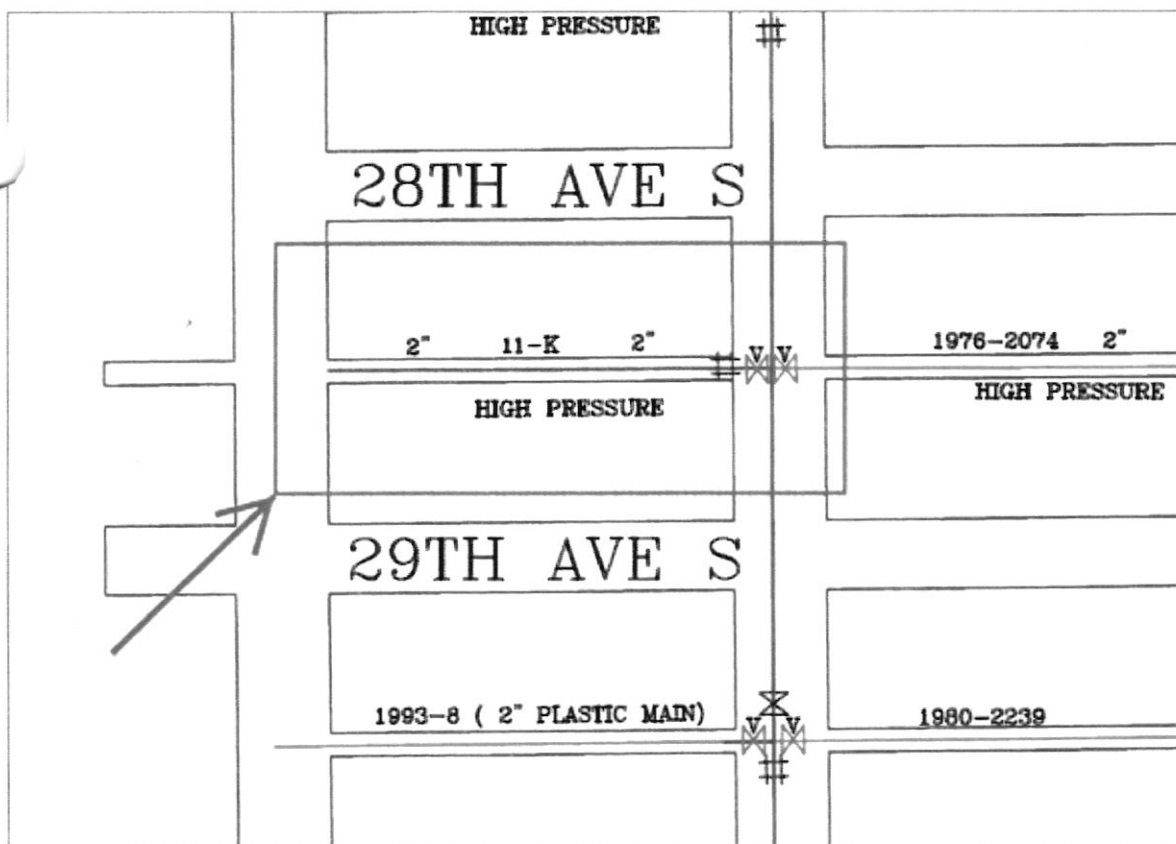 HIGH PRESSURE
28TH AVE S
2" 11-K 2"
V V
1976-2074 2"
HIGH PRESSURE
HIGH PRESSURE
29TH AVE S
1993-8 ( 2" PLASTIC MAIN)
V V
1980-2239